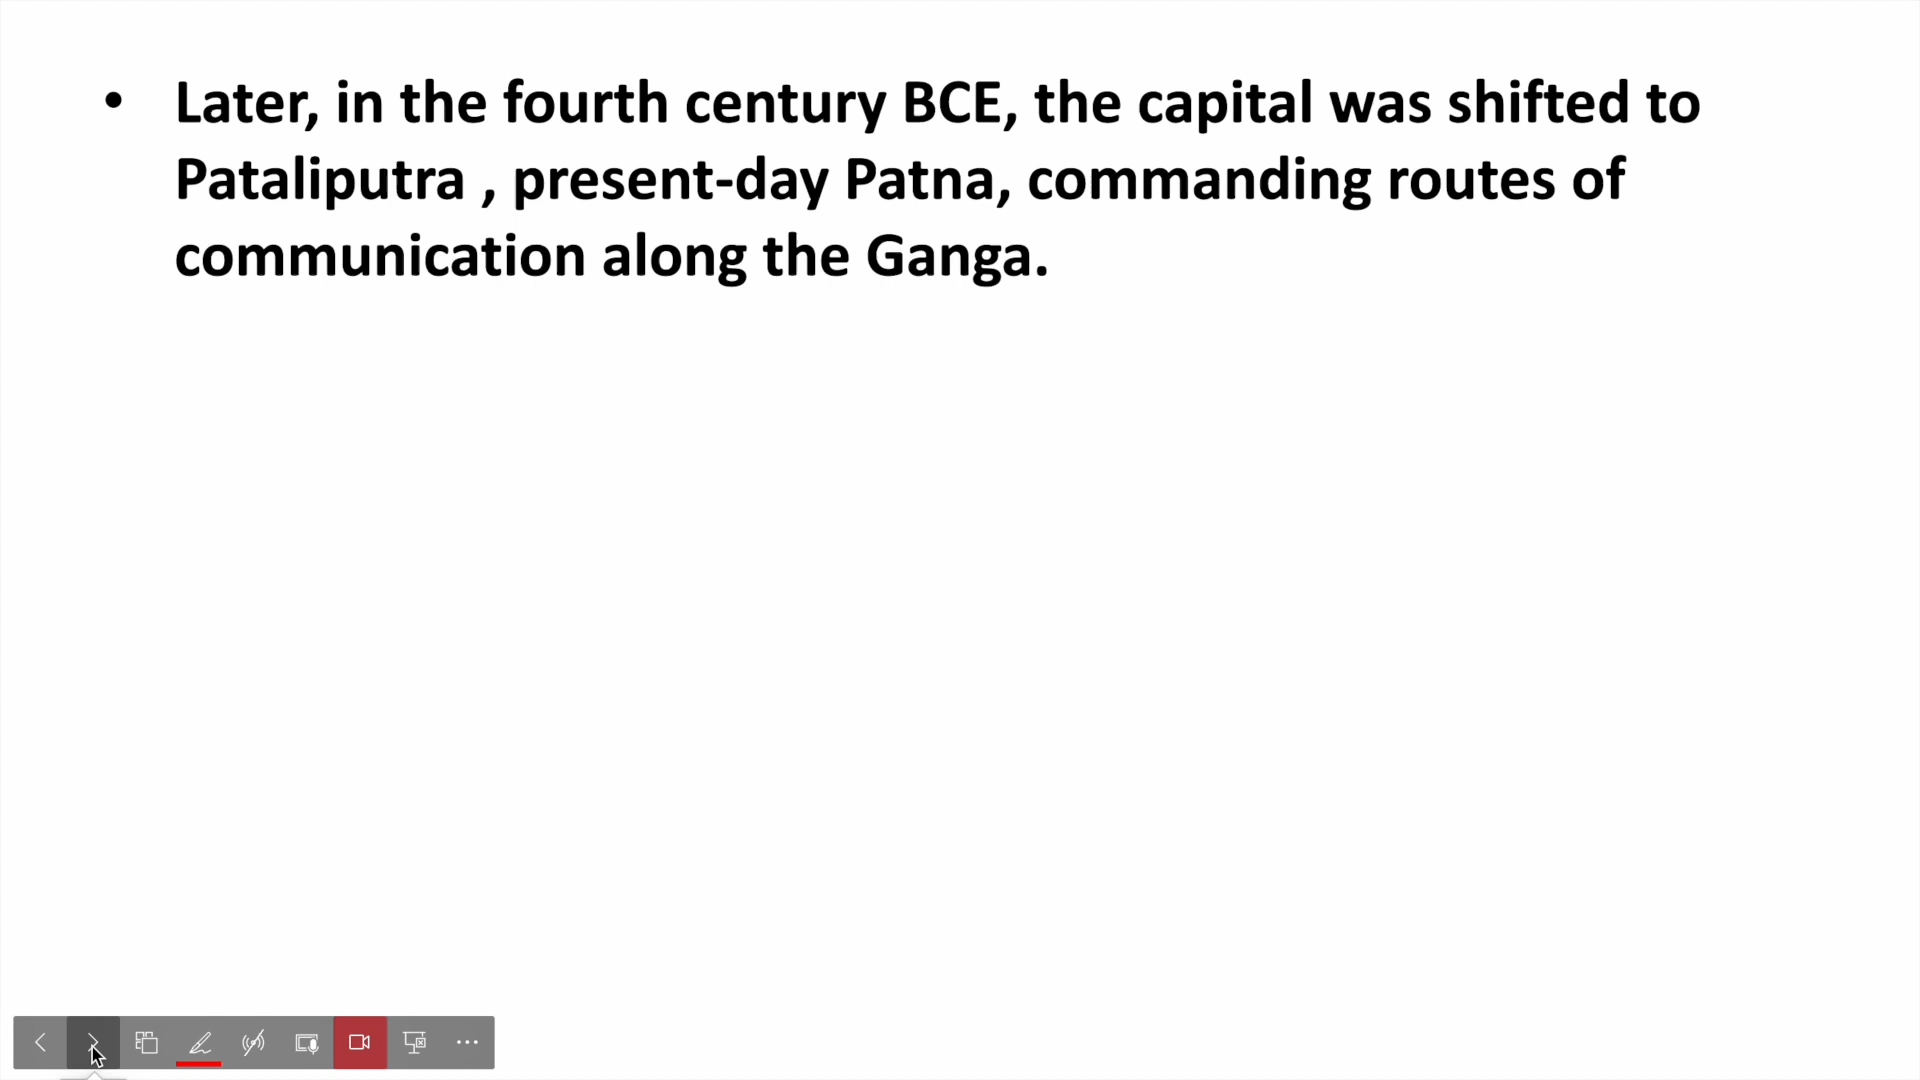 • Later, in the fourth century BCE, the capital was shifted to
Pataliputra , present-day Patna, commanding routes of
communication along the Ganga.